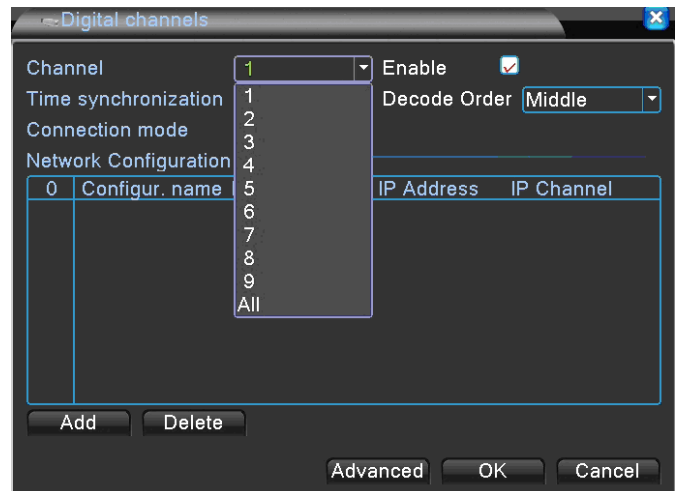 Digital channels
Channel 1 Enable
Time synchronization 1 Decode Order Middle
2
Connection mode
3
Network Configuration 4
0 Configur. name 5 IP Address IP Channel
6
7
8
9
All
Add Delete
Advanced OK Cancel